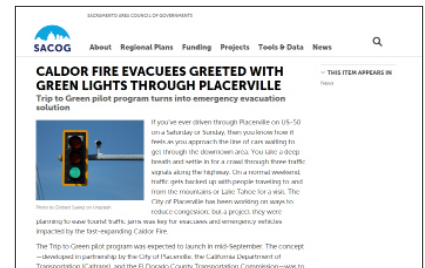 SACRAMENTO AREA COUNCIL OF GOVERNMENTS
SACOG
About Regional Plans Funding Projects Tools & Data News
CALDOR FIRE EVACUEES GREETED WITH
GREEN LIGHTS THROUGH PLACERVILLE
Trip to Green pilot program turns into emergency evacuation
solution
THIS ITEM APPEARS IN
News
If you've ever driven through Placerville on US-50
on a Saturday or Sunday, then you know how it
feels as you approach the line of cars waiting to
get through the downtown area. You take a deep
breath and settle in for a crawl through three traffic
signals along the highway. On a normal weekend,
traffic gets backed up with people traveling to and
from the mountains or Lake Tahoe for a visit. The
City of Placerville has been working on ways to
reduce congestion, but a project they were
Photo by on Unsplash
planning to ease tourist traffic jams was key for evacuees and emergency vehicles
impacted by the fast-expanding Caldor Fire.
The Trip to Green pilot program was expected to launch in mid-September. The concept
—developed in partnership by the City of Placerville, the California Department of
Transportation (Caltrans), and the El Dorado County Transportation Commission—was to